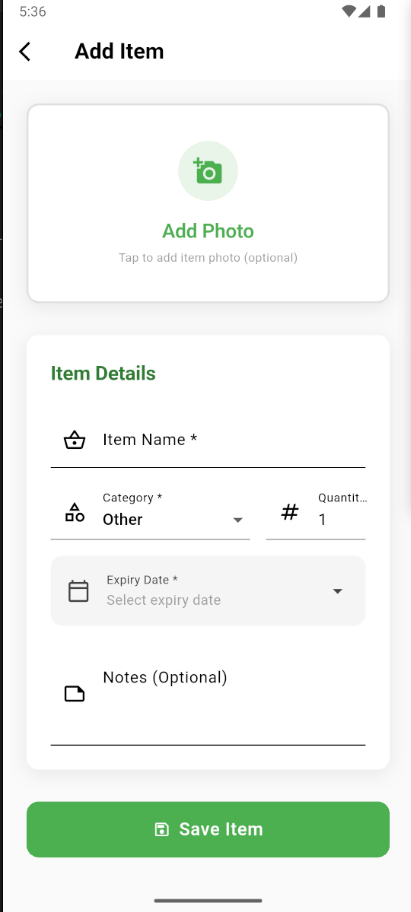 5:36
Add Item
Add Photo
Tap to add item photo (optional)
Item Details
Item Name *
Category *
Other
Quantit...
1
Expiry Date *
Select expiry date
Notes (Optional)
Save Item